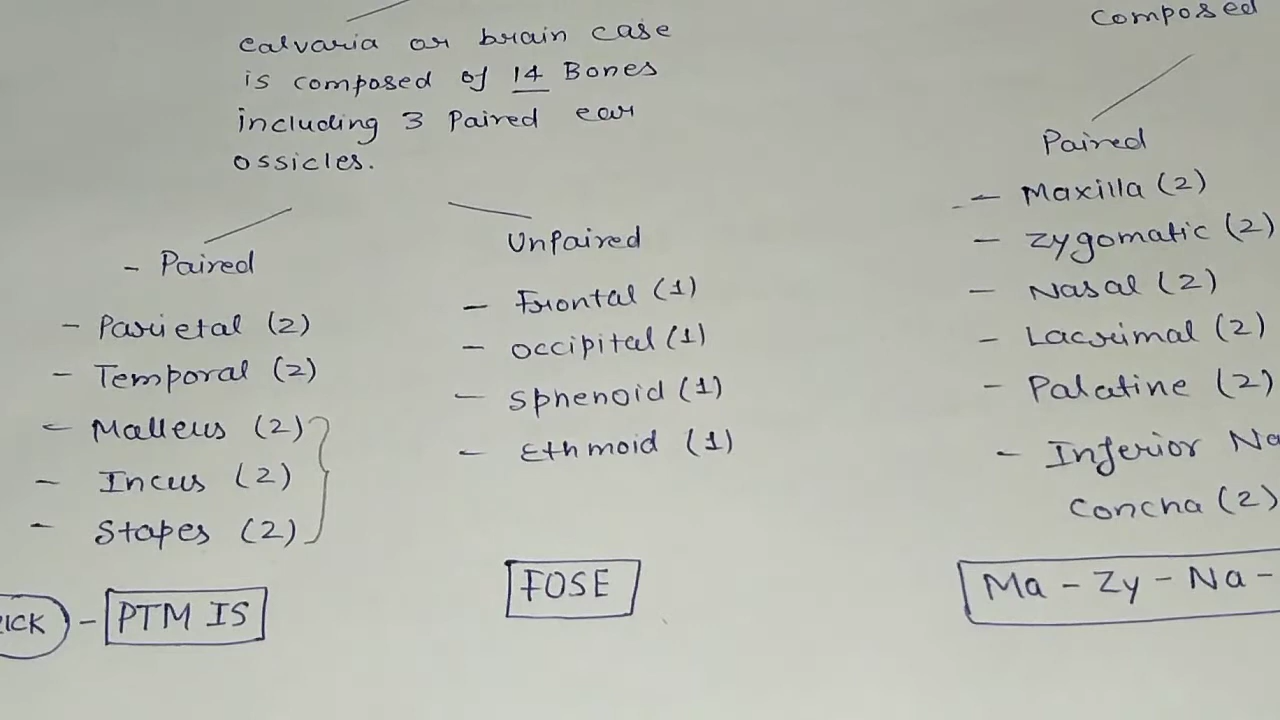 calvaria or brain case
is composed of 14 Bones
including 3 Paired ear
ossicles.
- Paired
- Parietal (2)
- Temporal (2)
- Malleus (2)
- Incus (2)
- Stapes (2)
- PTM IS
Unpaired
- Frontal (1)
- occipital (1)
- Sphenoid (1)
- Ethmoid (1)
FOSE
Composed
Paired
- Maxilla (2)
- Zygomatic (2)
- Nasal (2)
- Lacrimal (2)
- Palatine (2)
- Inferior
Concha (2)
Ma - Zy - Na -